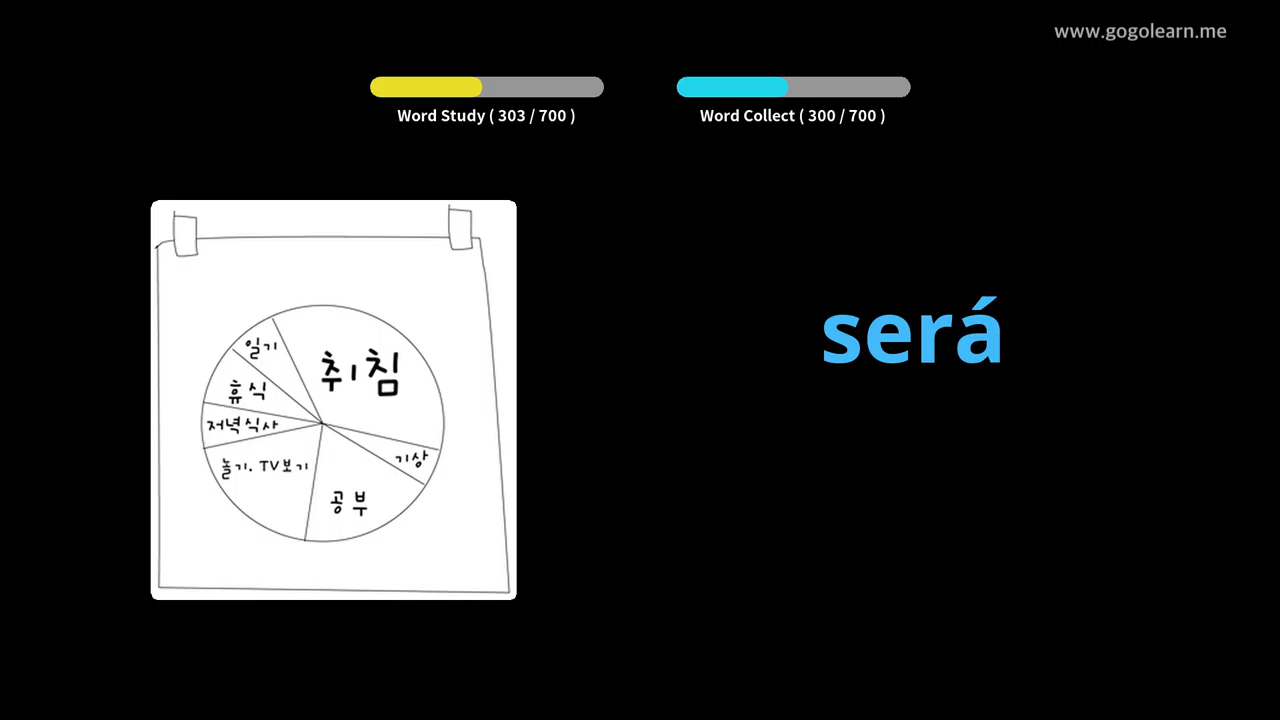 www.gogolearn.me
Word Study ( 303 / 700 )
Word Collect ( 300 / 700 )
일기
취침
휴식
저녁식사
놀기. TV보기
기상
공부
será